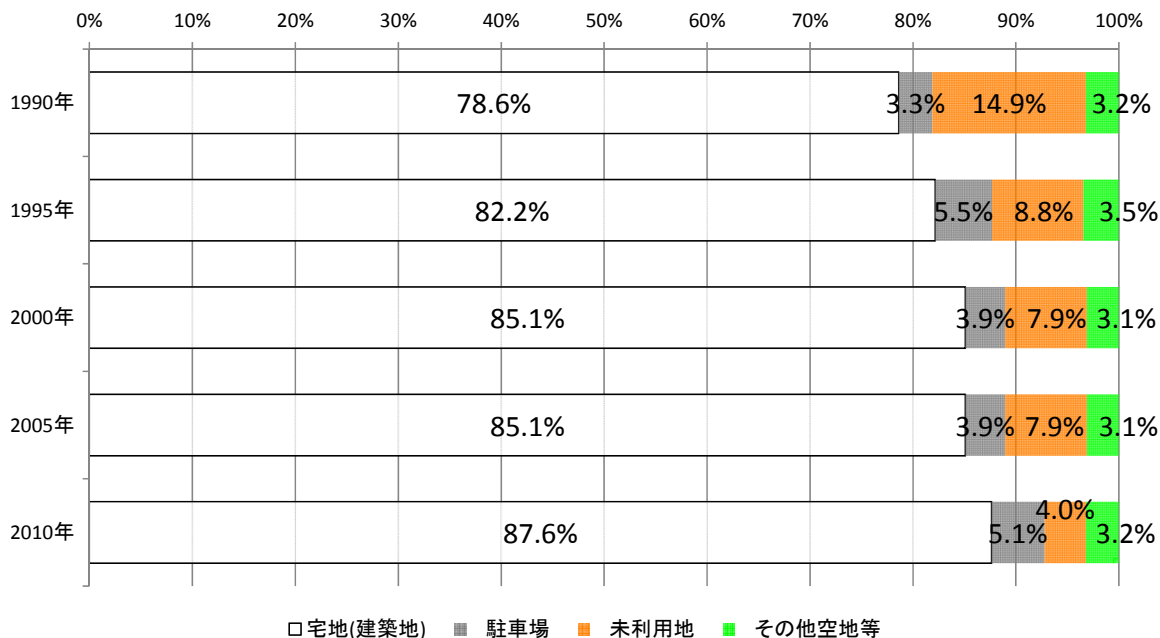 0% 10% 20% 30% 40% 50% 60% 70% 80% 90% 100%
1990年 78.6% 3.3% 14.9% 3.2%
1995年 82.2% 5.5% 8.8% 3.5%
2000年 85.1% 3.9% 7.9% 3.1%
2005年 85.1% 3.9% 7.9% 3.1%
2010年 87.6% 5.1% 4.0% 3.2%
宅地(建築地) 駐車場 未利用地 その他空地等